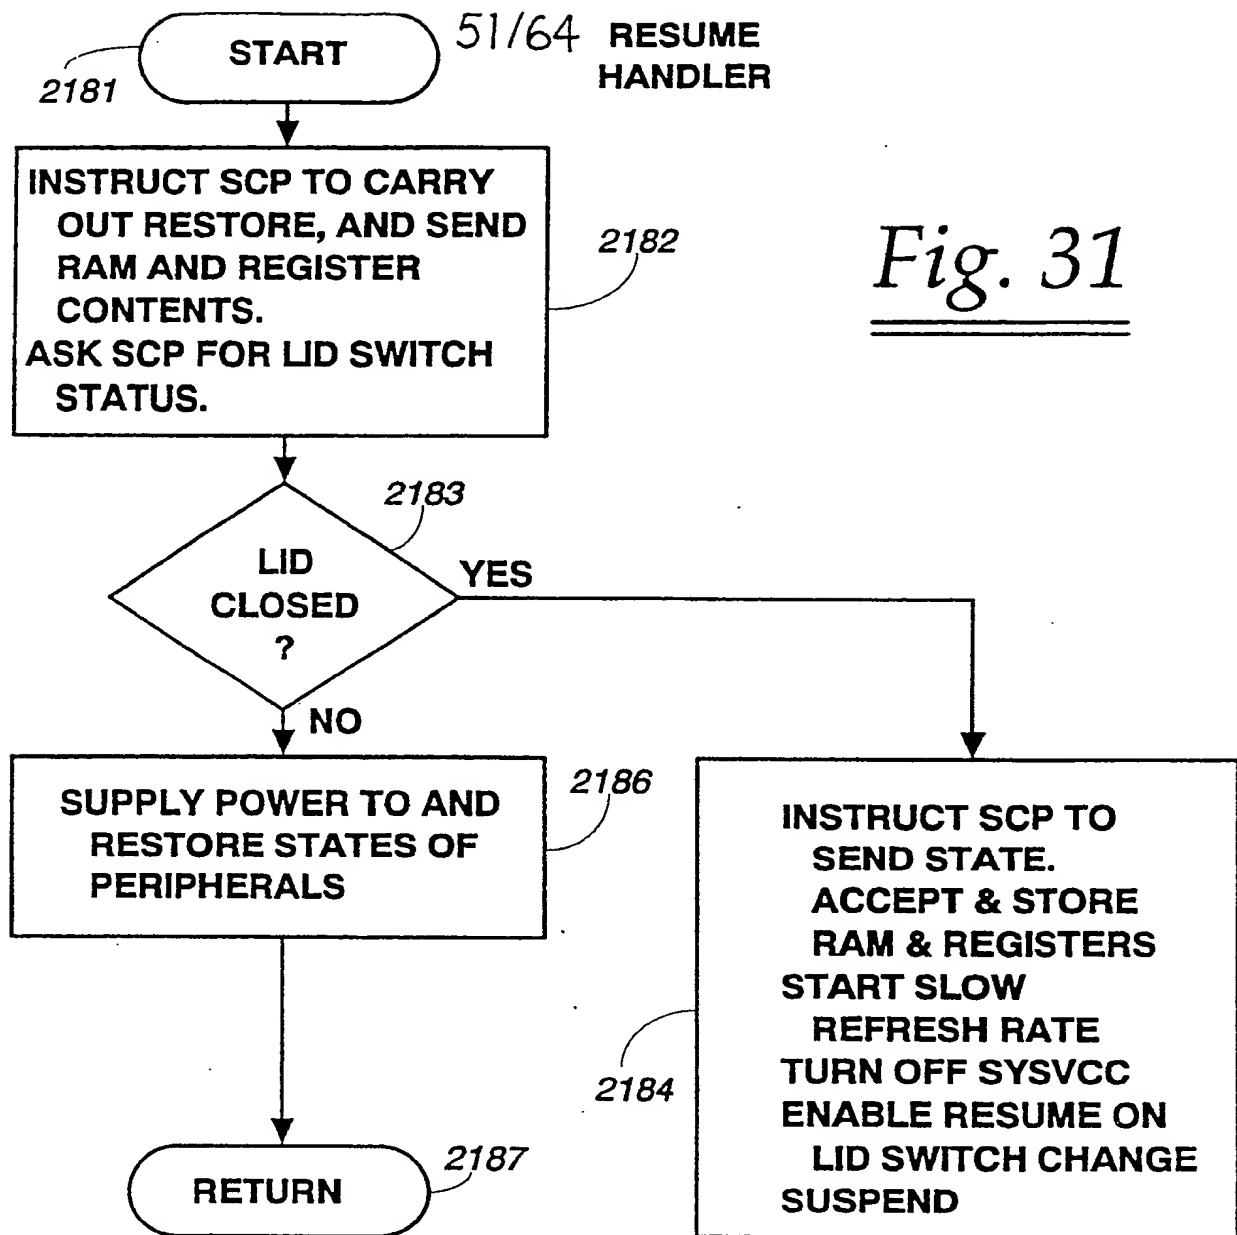 51/64
RESUME
HANDLER
START
2181
INSTRUCT SCP TO CARRY
OUT RESTORE, AND SEND
RAM AND REGISTER
CONTENTS.
ASK SCP FOR LID SWITCH
STATUS.
2182
Fig. 31
2183
LID
CLOSED
?
YES
NO
SUPPLY POWER TO AND
RESTORE STATES OF
PERIPHERALS
2186
INSTRUCT SCP TO
SEND STATE.
ACCEPT & STORE
RAM & REGISTERS
START SLOW
REFRESH RATE
TURN OFF SYSVCC
ENABLE RESUME ON
LID SWITCH CHANGE
SUSPEND
2184
RETURN
2187